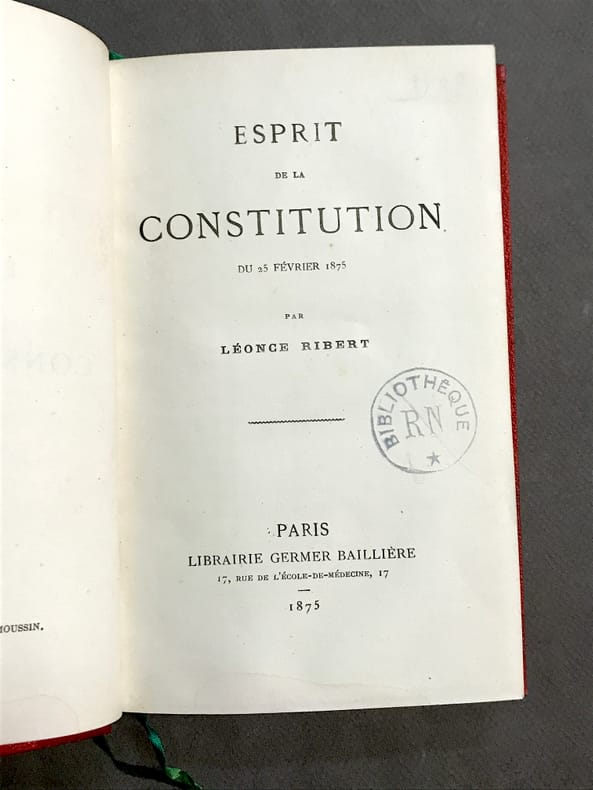 ESPRIT
DE LA
CONSTITUTION
DU 25 FÉVRIER 1875
PAR
LÉONCE RIBERT
BIBLIOTHÊQUE
RN
PARIS
LIBRAIRIE GERMER BAILLIÈRE
17, RUE DE L'ÉCOLE-DE-MÉDECINE, 17
1875
MOUSSIN.